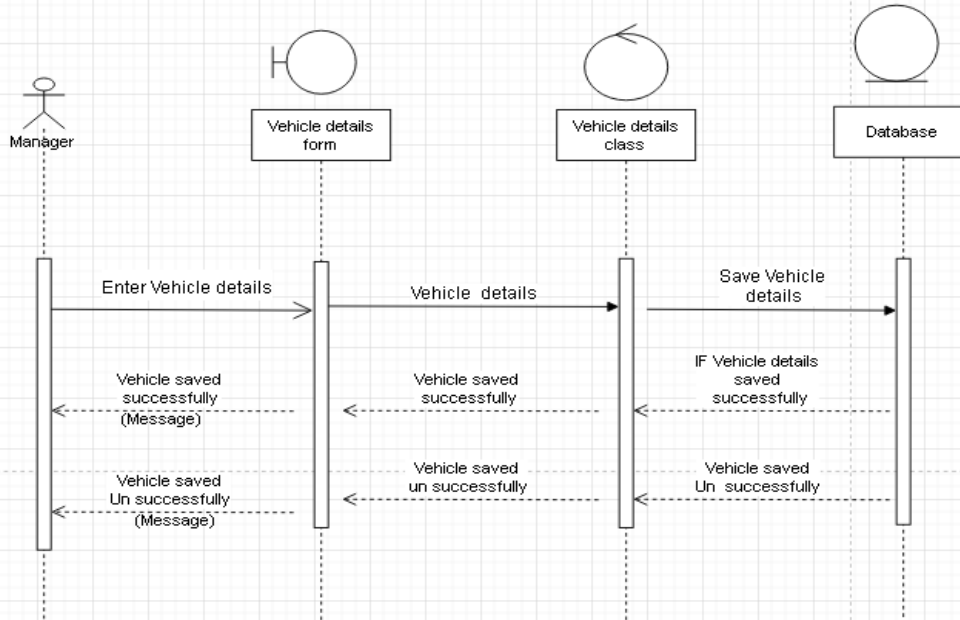 Manager
Vehicle details
form
Vehicle details
class
Database
Enter Vehicle details
Vehicle  details
Save Vehicle
details
Vehicle saved
successfully
(Message)
Vehicle saved
successfully
IF Vehicle details
saved
successfully
Vehicle saved
Un successfully
(Message)
Vehicle saved
un successfully
Vehicle saved
Un  successfully